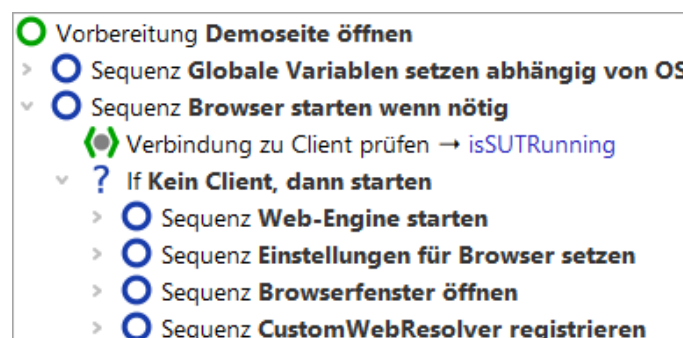 Vorbereitung Demoseite öffnen
Sequenz Globale Variablen setzen abhängig von OS
Sequenz Browser starten wenn nötig
Verbindung zu Client prüfen → isSUTRunning
? If Kein Client, dann starten
Sequenz Web-Engine starten
Sequenz Einstellungen für Browser setzen
Sequenz Browserfenster öffnen
Sequenz CustomWebResolver registrieren